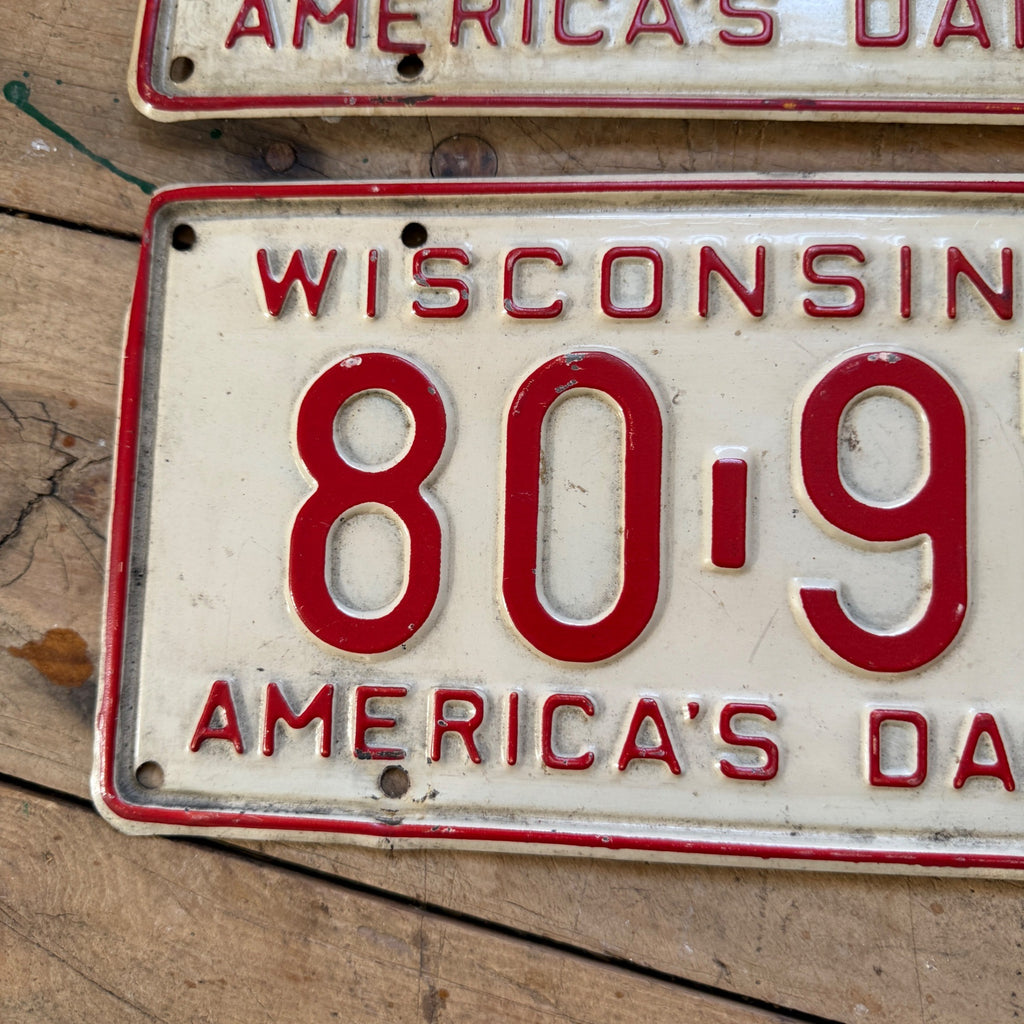 AMERICA'S DA
WISCONSIN
80-9
AMERICA'S DA